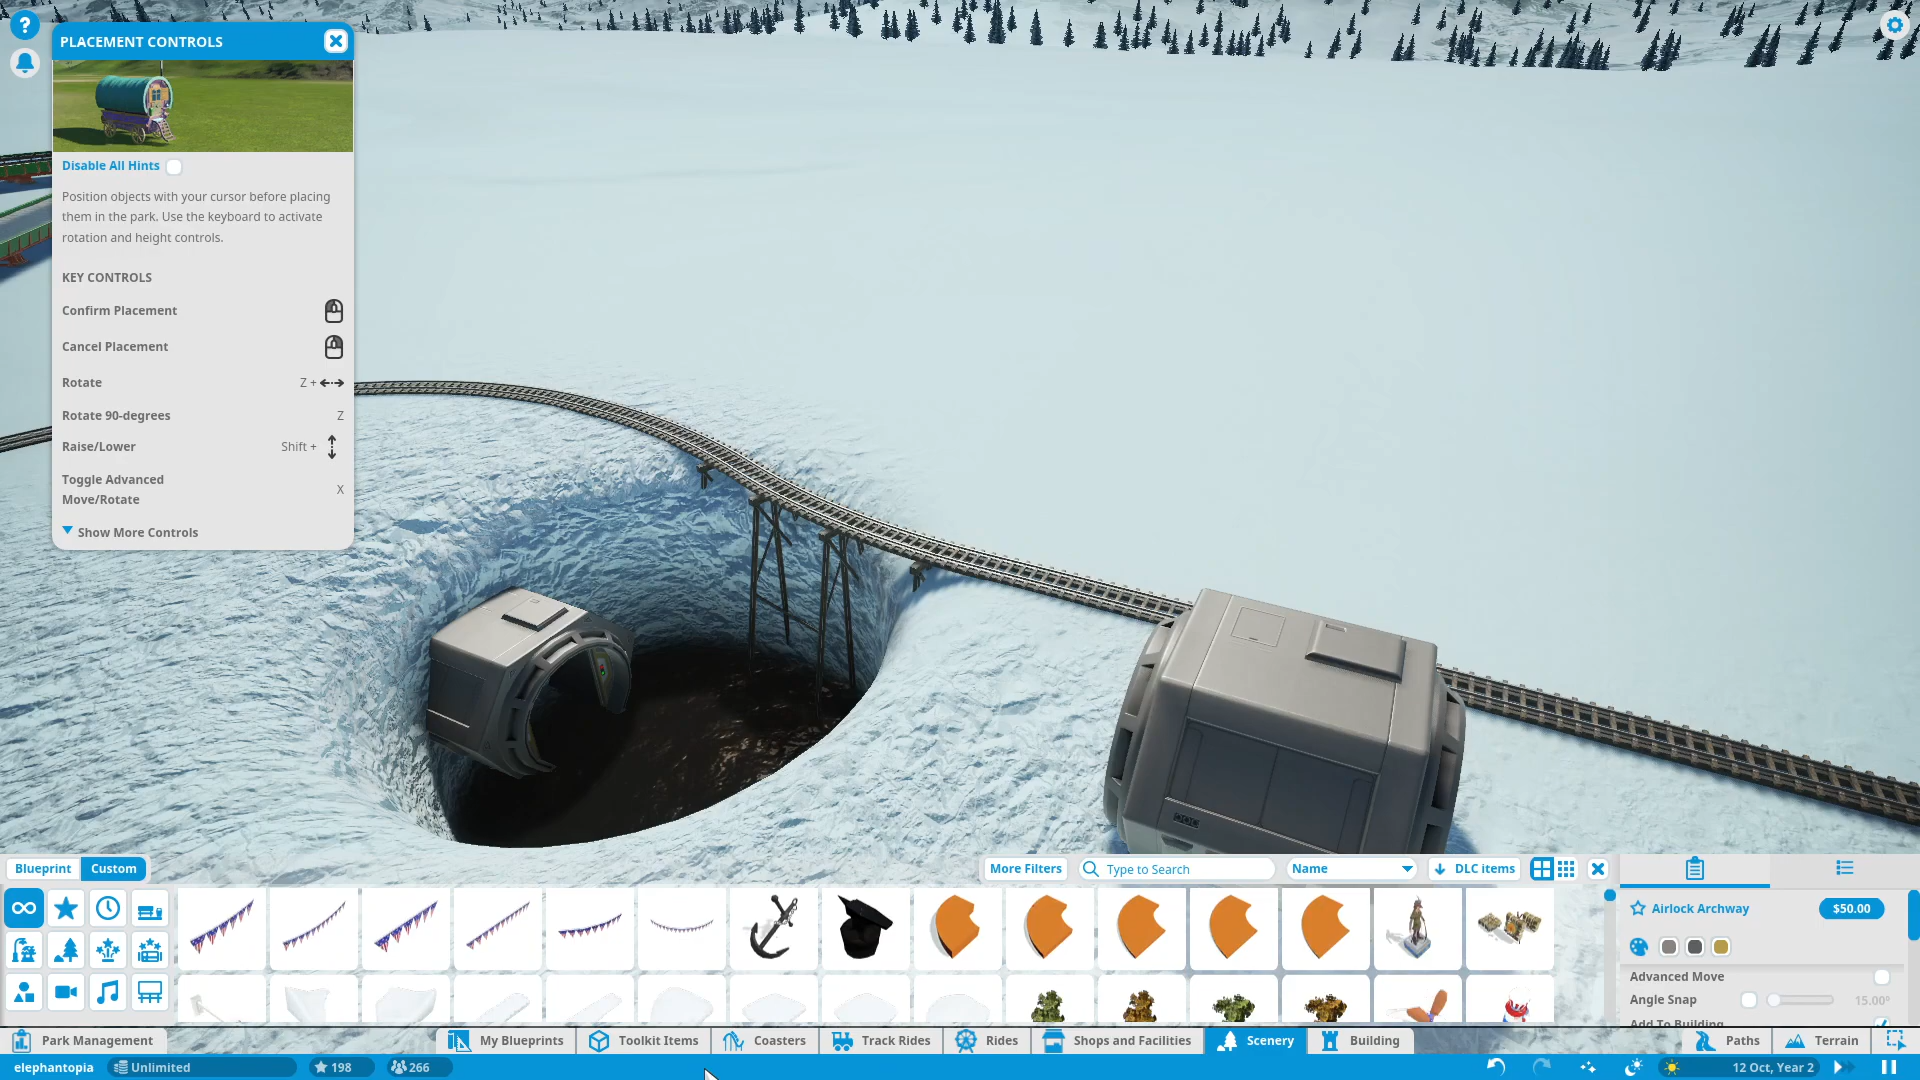 ?
PLACEMENT CONTROLS
Disable All Hints
Position objects with your cursor before placing
them in the park. Use the keyboard to activate
rotation and height controls.
KEY CONTROLS
Confirm Placement
Cancel Placement
Rotate Z +
Rotate 90-degrees Z
Raise/Lower Shift +
Toggle Advanced
Move/Rotate X
Show More Controls
Blueprint Custom More Filters Type to Search Name DLC items
Airlock Archway $50.00
Advanced Move
Angle Snap 15.00°
Add To Building
Park Management My Blueprints Toolkit Items Coasters Track Rides Rides Shops and Facilities Scenery Building Paths Terrain
elephantopia Unlimited 198 266 12 Oct, Year 2